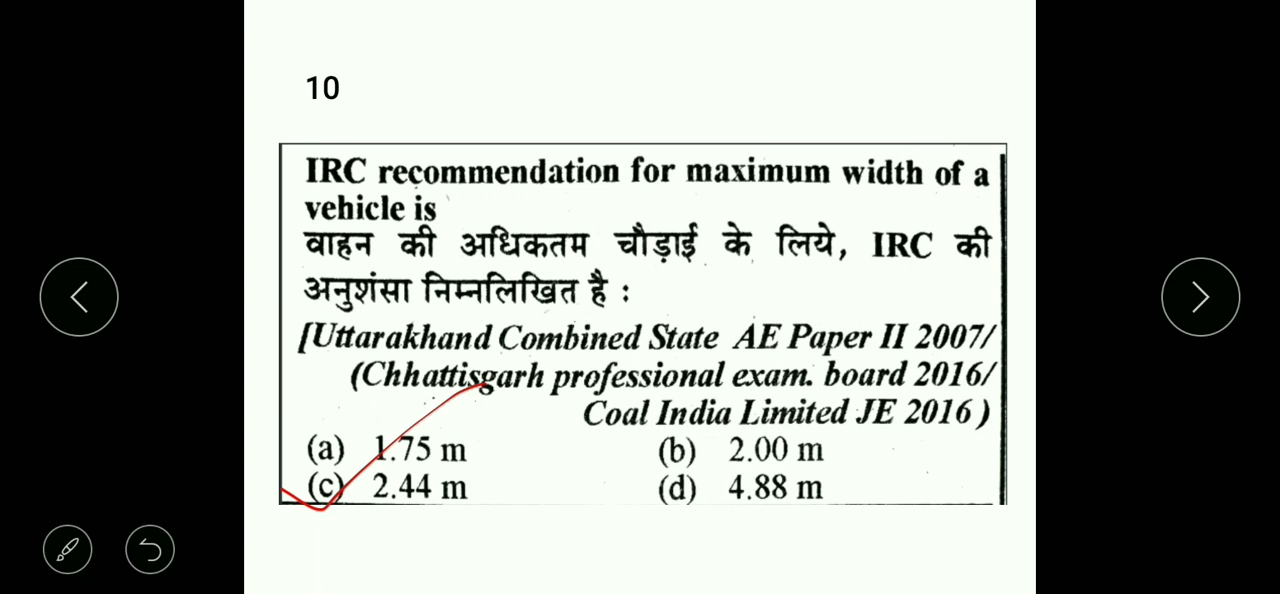 10
IRC recommendation for maximum width of a
vehicle is
वाहन की अधिकतम चौड़ाई के लिये, IRC की
अनुशंसा निम्नलिखित है :
[Uttarakhand Combined State AE Paper II 2007/
(Chhattisgarh professional exam. board 2016/
Coal India Limited JE 2016)
(a) 1.75 m (b) 2.00 m
(c) 2.44 m (d) 4.88 m